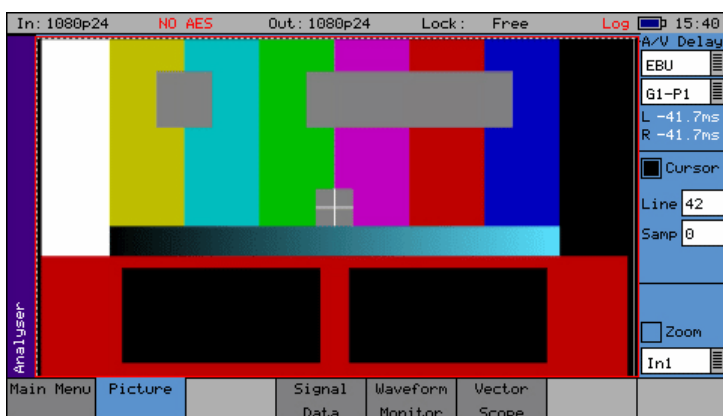 In: 1080p24 NO AES Out: 1080p24 Lock: Free Log 15:40
A/V Delay
EBU
G1-P1
L -41.7ms
R -41.7ms
Cursor
Line 42
Samp 0
Zoom
In1
Analyser
Main Menu Picture Signal Data Waveform Monitor Vector Scope